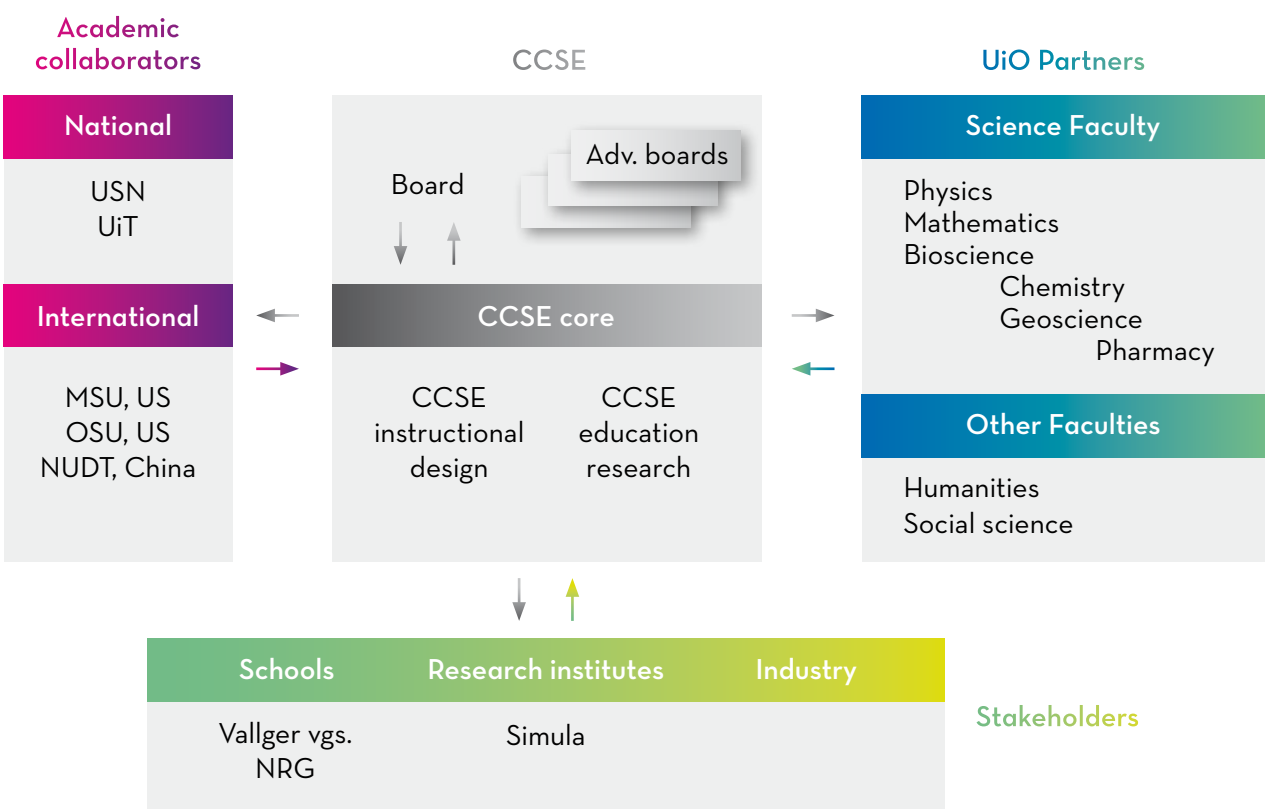 Academic
collaborators
National
USN
UiT
International
MSU, US
OSU, US
NUDT, China
CCSE
Board
Adv. boards
CCSE core
CCSE
instructional
design
CCSE
education
research
UiO Partners
Science Faculty
Physics
Mathematics
Bioscience
Chemistry
Geoscience
Pharmacy
Other Faculties
Humanities
Social science
Schools
Research institutes
Industry
Vallger vgs.
NRG
Simula
Stakeholders